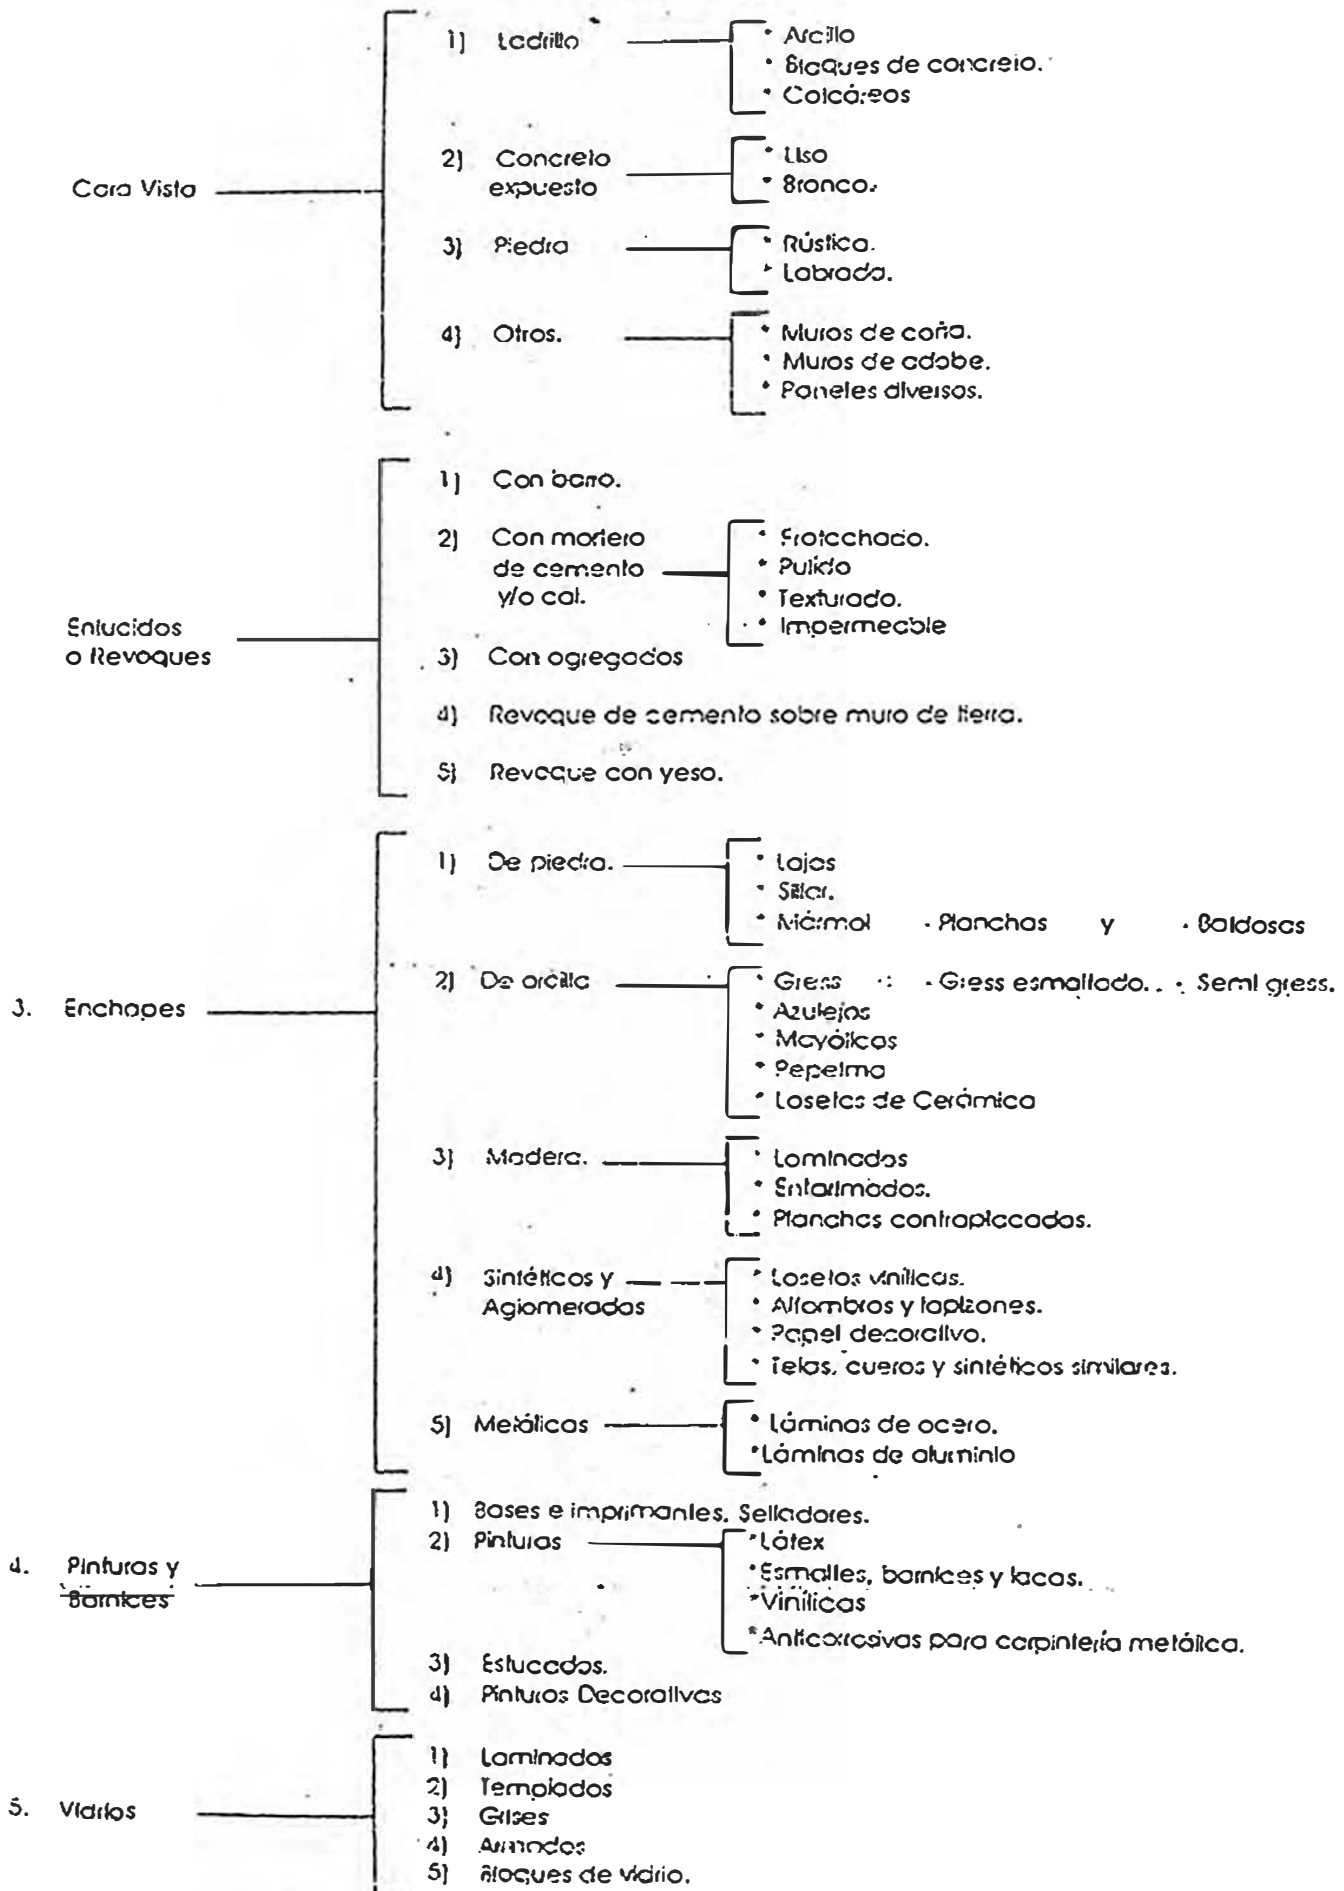 Cara Vista
1) Ladrillo
* Arcilla
* Bloques de concreto.
* Calcáreos
2) Concreto
expuesto
* Liso
* Bronco.
3) Piedra
* Rústica.
* Labrada.
4) Otros.
* Muros de caña.
* Muros de adobe.
* Paneles diversos.
Enlucidos
o Revoques
1) Con barro.
2) Con mortero
de cemento
y/o cal.
* Frotachado.
* Pulido
* Texturado.
* Impermeable
3) Con agregados
4) Revoque de cemento sobre muro de tierra.
5) Revoque con yeso.
3. Enchapes
1) De piedra.
* Lajas
* Sillar.
* Mármol · Planchas y · Baldosas
2) De arcilla
* Gress · Gress esmaltado. · Semi gress.
* Azulejos
* Mayólicas
* Pepelma
* Losetas de Cerámica
3) Madera.
* Laminados
* Entarimados.
* Planchas contraplacadas.
4) Sintéticos y
Aglomerados
* Losetas vinílicas.
* Alfombras y tapizones.
* Papel decorativo.
* Telas, cueros y sintéticos similares.
5) Metálicas
* Láminas de acero.
* Láminas de aluminio
4. Pinturas y
Barnices
1) Bases e imprimantes. Selladores.
2) Pinturas
* Látex
* Esmaltes, barnices y lacas.
* Vinílicas
* Anticorrosivas para carpintería metálica.
3) Estucados.
4) Pinturas Decorativas
5. Vidrios
1) Laminados
2) Templados
3) Grises
4) Armados
5) Bloques de vidrio.